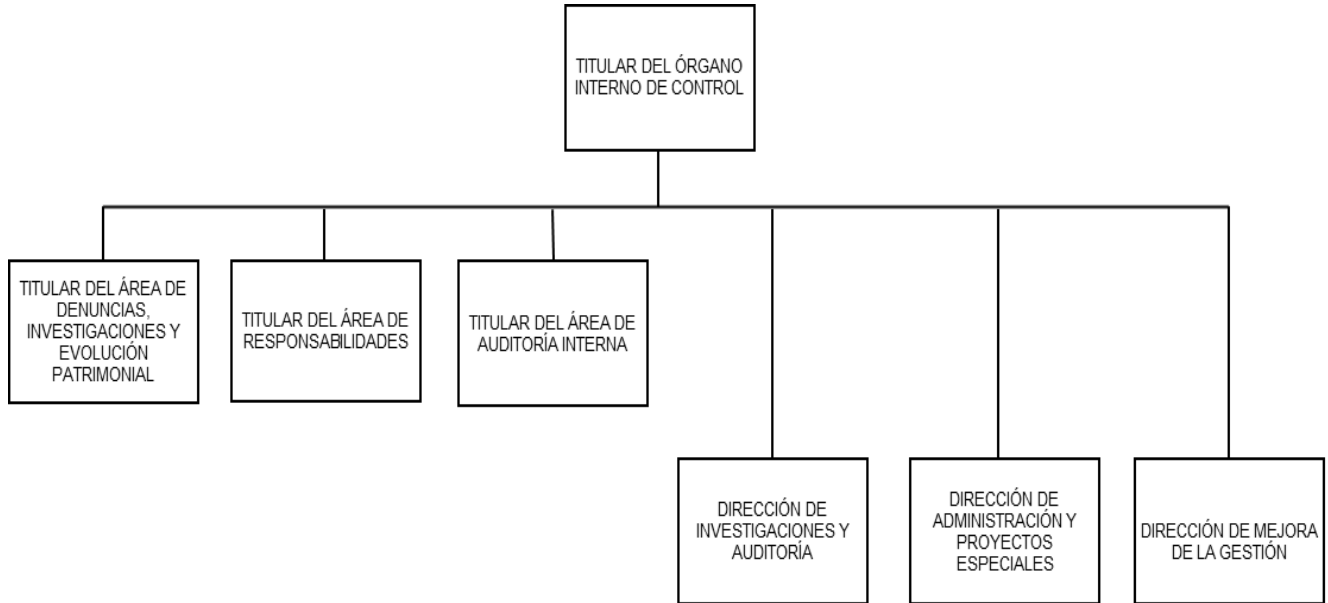 TITULAR DEL ÓRGANO
INTERNO DE CONTROL
TITULAR DEL ÁREA DE
DENUNCIAS,
INVESTIGACIONES Y
EVOLUCIÓN
PATRIMONIAL
TITULAR DEL ÁREA DE
RESPONSABILIDADES
TITULAR DEL ÁREA DE
AUDITORÍA INTERNA
DIRECCIÓN DE
INVESTIGACIONES Y
AUDITORÍA
DIRECCIÓN DE
ADMINISTRACIÓN Y
PROYECTOS
ESPECIALES
DIRECCIÓN DE MEJORA
DE LA GESTIÓN